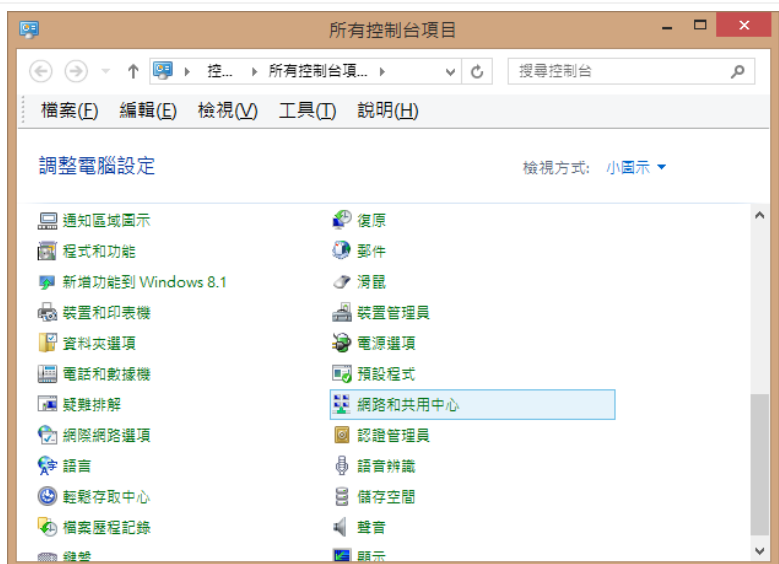 所有控制台項目
控... 所有控制台項... 搜尋控制台
檔案(F) 編輯(E) 檢視(V) 工具(T) 說明(H)
調整電腦設定 檢視方式: 小圖示
通知區域圖示 復原
程式和功能 郵件
新增功能到 Windows 8.1 滑鼠
裝置和印表機 裝置管理員
資料夾選項 電源選項
電話和數據機 預設程式
疑難排解 網路和共用中心
網際網路選項 認證管理員
語言 語音辨識
輕鬆存取中心 儲存空間
檔案歷程記錄 聲音
鍵盤 顯示